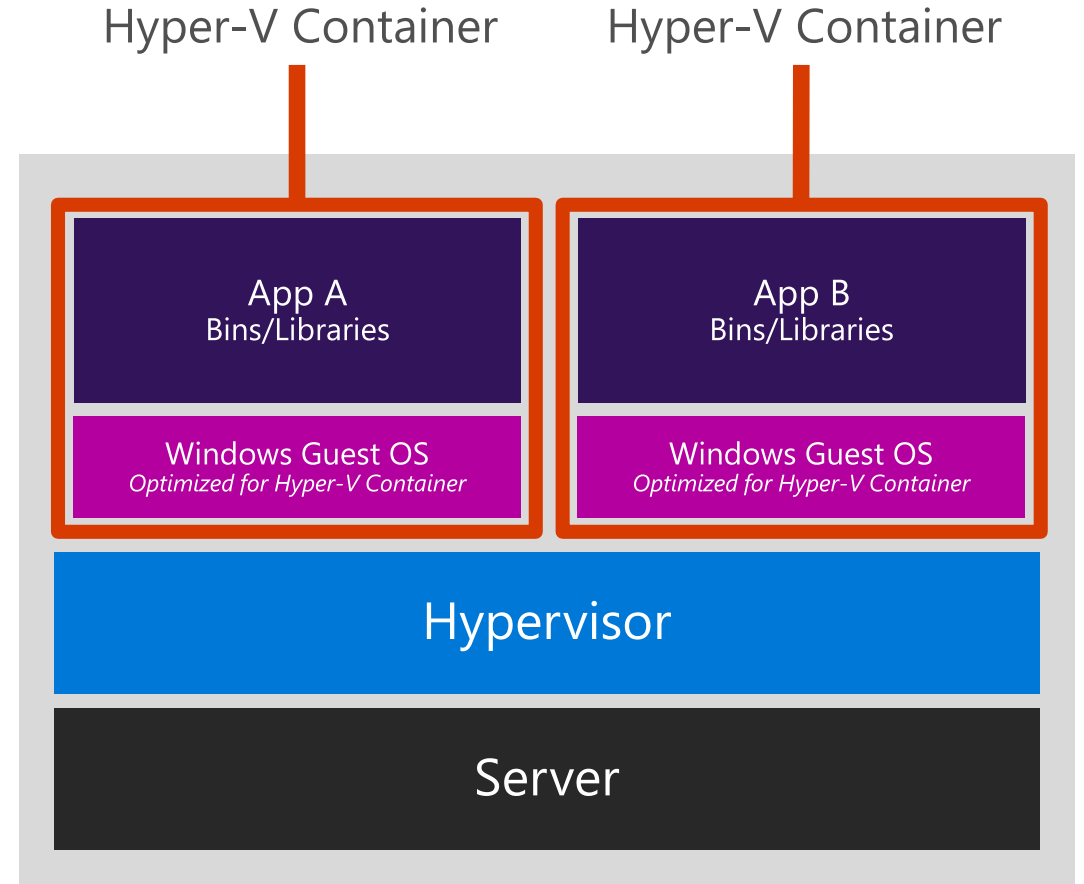 Hyper-V Container
Hyper-V Container
App A
Bins/Libraries
App B
Bins/Libraries
Windows Guest OS
Optimized for Hyper-V Container
Windows Guest OS
Optimized for Hyper-V Container
Hypervisor
Server